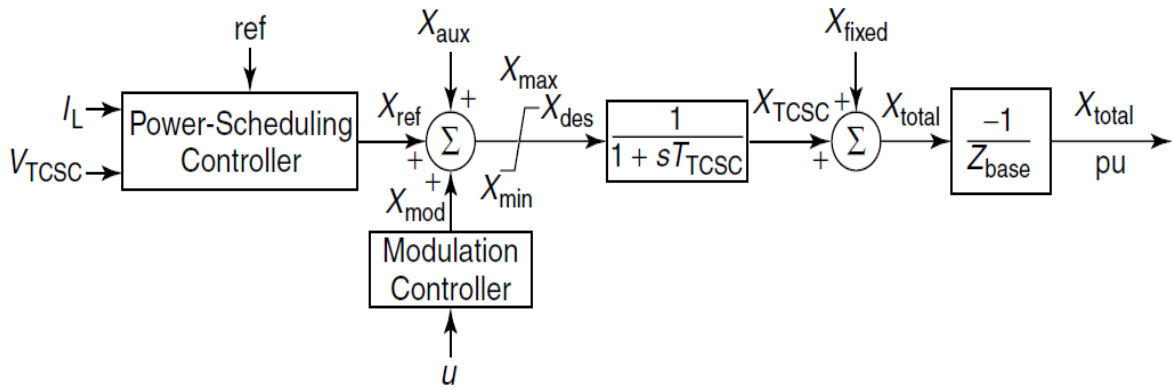 ref
X_aux
X_fixed
X_max
I_L
Power-Scheduling
Controller
X_ref
+
+
+
Σ
X_des
1
1 + sT_TCSC
X_TCSC
+
+
Σ
X_total
-1
Z_base
X_total
pu
V_TCSC
X_mod
X_min
Modulation
Controller
u